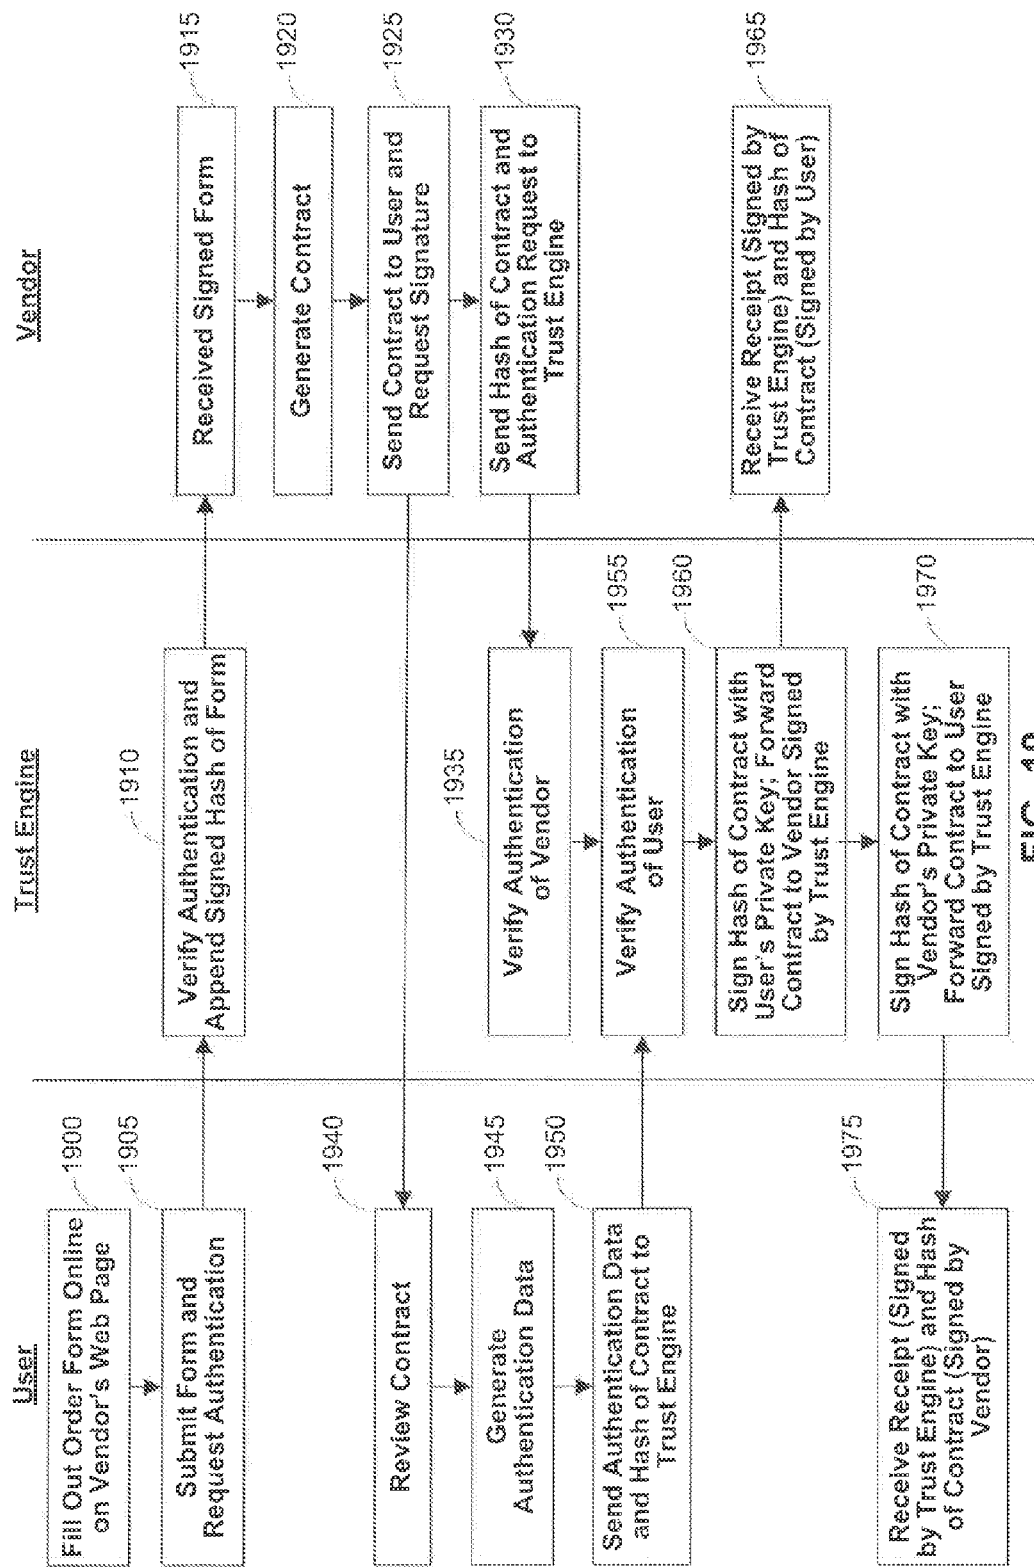 User
Fill Out Order Form Online
on Vendor's Web Page
1900
Submit Form and
Request Authentication
1905
Review Contract
1940
Generate
Authentication Data
1945
Send Authentication Data
and Hash of Contract to
Trust Engine
1950
Receive Receipt (Signed
by Trust Engine) and Hash
of Contract (Signed by
Vendor)
1975
Trust Engine
Verify Authentication and
Append Signed Hash of Form
1910
Verify Authentication
of Vendor
1935
Verify Authentication
of User
1955
Sign Hash of Contract with
User's Private Key; Forward
Contract to Vendor Signed
by Trust Engine
1960
Sign Hash of Contract with
Vendor's Private Key;
Forward Contract to User
Signed by Trust Engine
1970
Vendor
Received Signed Form
1915
Generate Contract
1920
Send Contract to User and
Request Signature
1925
Send Hash of Contract and
Authentication Request to
Trust Engine
1930
Receive Receipt (Signed by
Trust Engine) and Hash of
Contract (Signed by User)
1965
FIG.